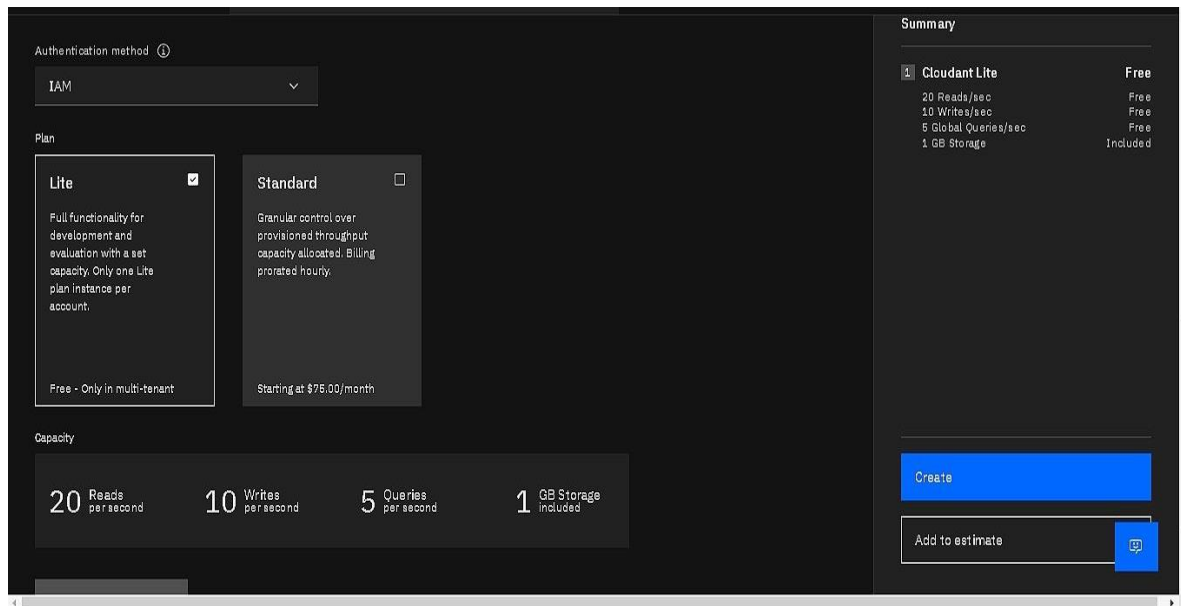 Authentication method
IAM
Plan
Lite
Full functionality for
development and
evaluation with a set
capacity. Only one Lite
plan instance per
account.
Free - Only in multi-tenant
Standard
Granular control over
provisioned throughput
capacity allocated. Billing
prorated hourly.
Starting at $75.00/month
Capacity
20 Reads per second
10 Writes per second
5 Queries per second
1 GB Storage included
Summary
1 Cloudant Lite Free
20 Reads/sec Free
10 Writes/sec Free
5 Global Queries/sec Free
1 GB Storage Included
Create
Add to estimate